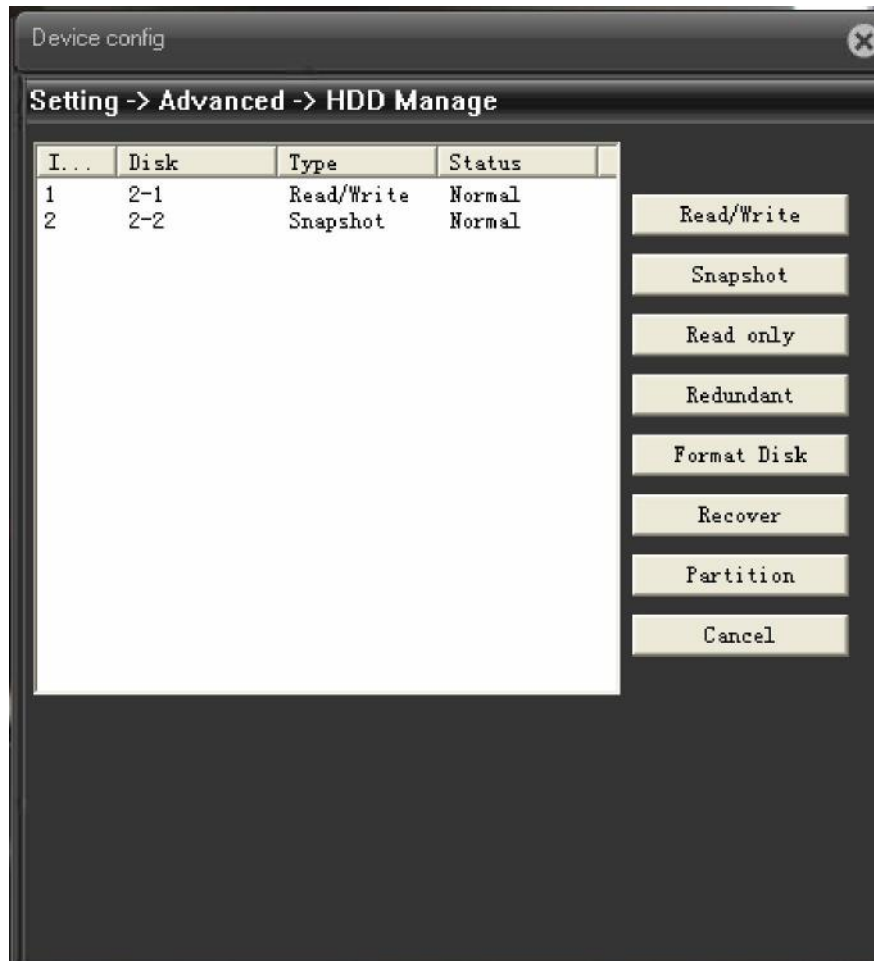 Device config
Setting -> Advanced -> HDD Manage
I... Disk Type Status
1 2-1 Read/Write Normal
2 2-2 Snapshot Normal
Read/Write
Snapshot
Read only
Redundant
Format Disk
Recover
Partition
Cancel